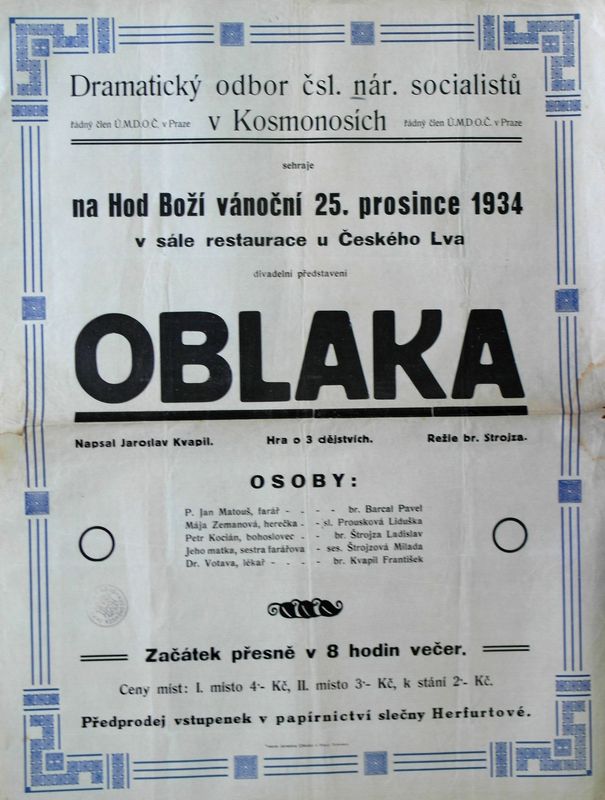 Dramatický odbor čsl. nár. socialistů
řádný člen Ú.M.D.O.Č. v Praze v Kosmonosích řádný člen Ú.M.D.O.Č. v Praze
sehraje
na Hod Boží vánoční 25. prosince 1934
v sále restaurace u Českého Lva
divadelní představení
OBLAKA
Napsal Jaroslav Kvapil. Hra o 3 dějstvích. Režie br. Strojza.
OSOBY:
P. Jan Matouš, farář - - - - br. Barcal Pavel
Mája Zemanová, herečka - - sl. Prousková Liduška
Petr Kocián, bohoslovec - - br. Štrojza Ladislav
Jeho matka, sestra farářova - ses. Štrojzová Milada
Dr. Votava, lékař - - - - br. Kvapil František
Začátek přesně v 8 hodin večer.
Ceny míst: I. místo 4·- Kč, II. místo 3·- Kč, k stání 2·- Kč.
Předprodej vstupenek v papírnictví slečny Herfurtové.